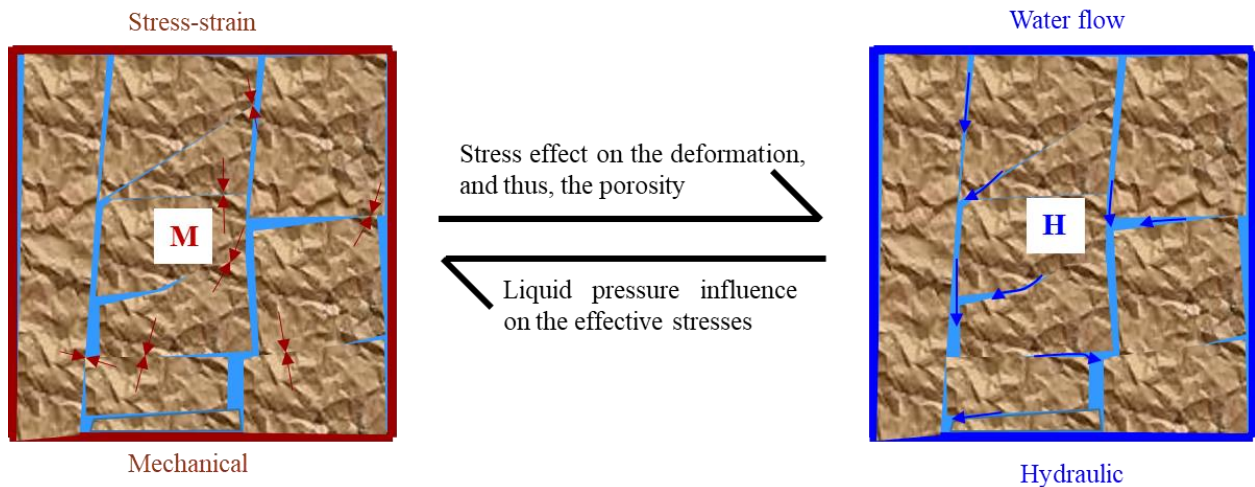 Stress-strain
Water flow
Stress effect on the deformation,
and thus, the porosity
M
H
Liquid pressure influence
on the effective stresses
Mechanical
Hydraulic